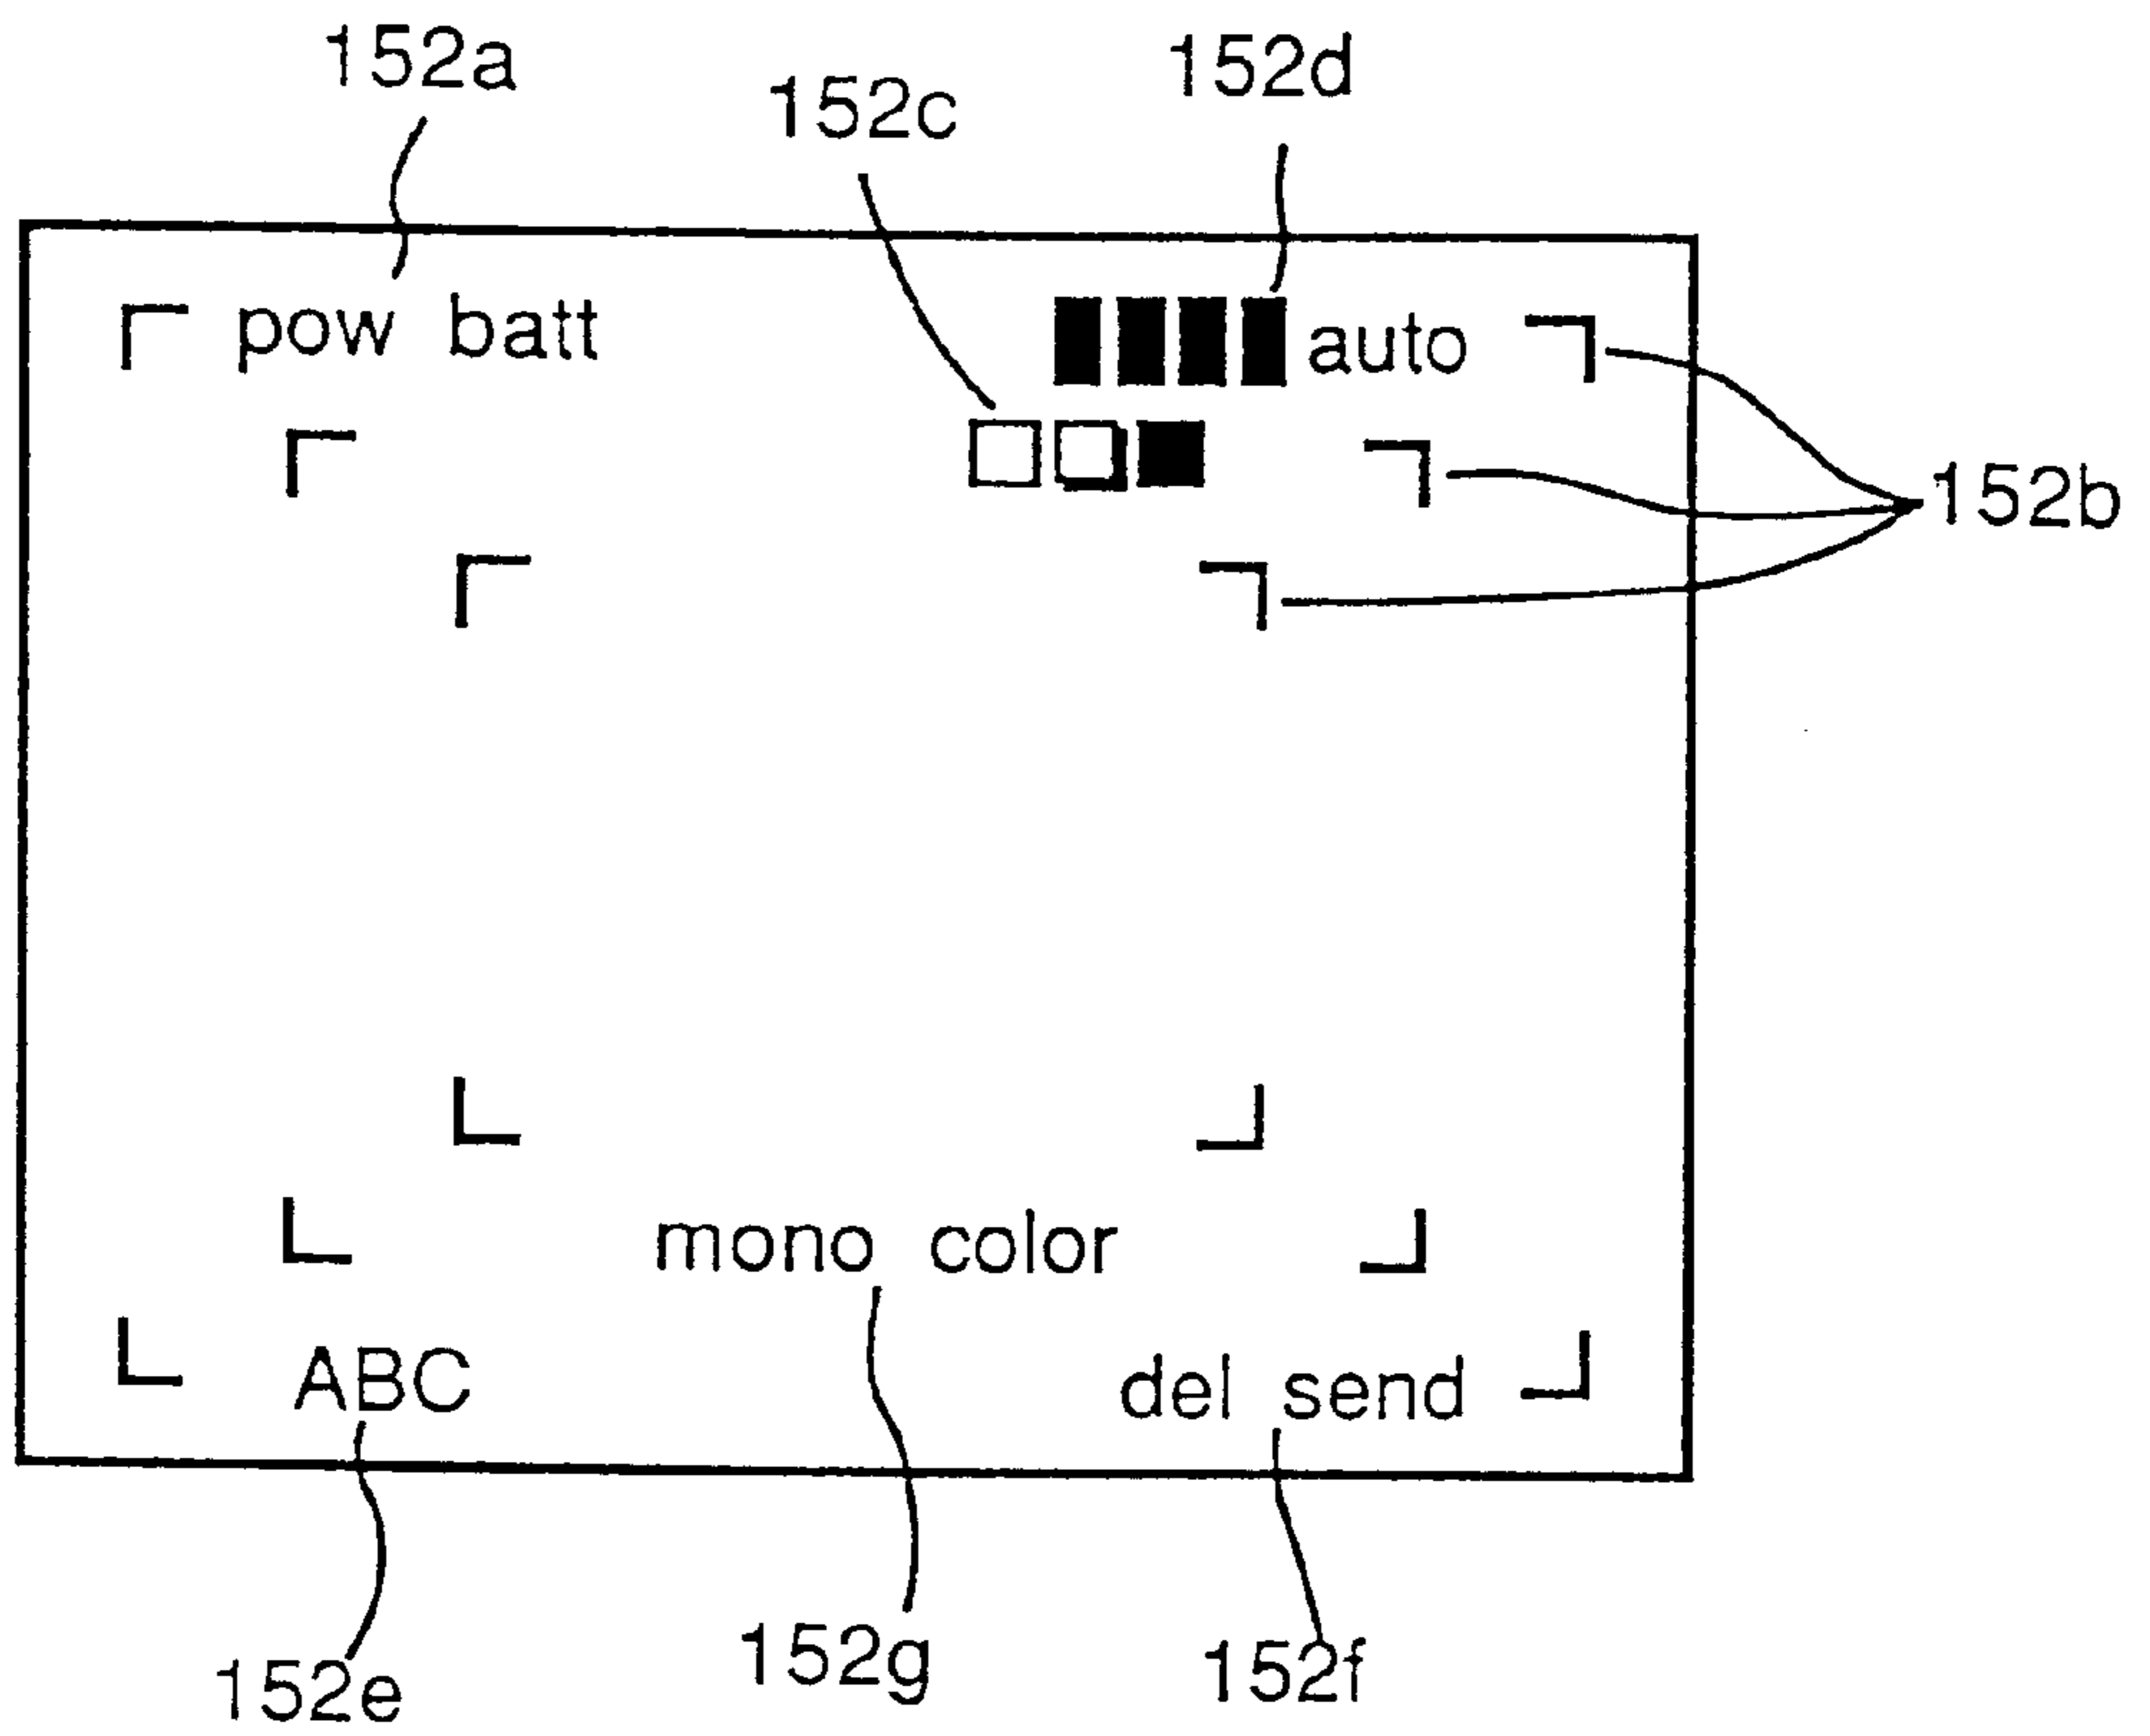 152a
152d
152c
pow batt
auto
152b
mono color
ABC
del send
152g
152f
152e